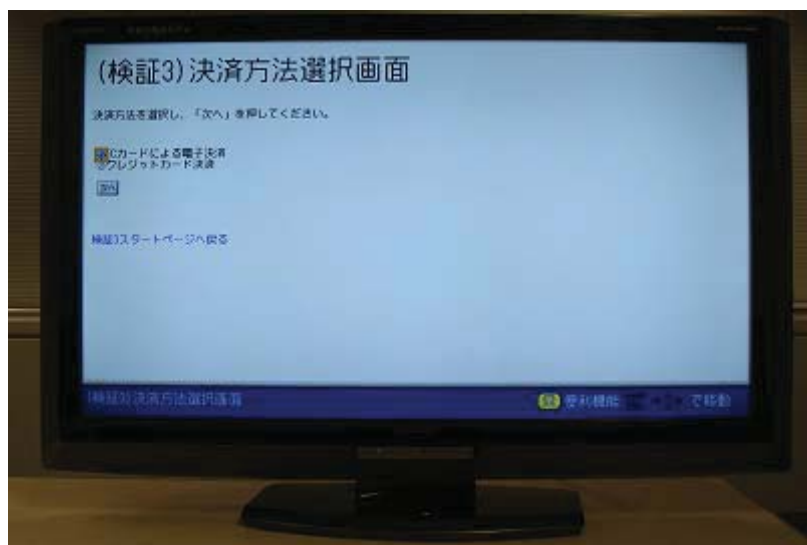 (検証3)決済方法選択画面
決済方法を選択し、「次へ」を押してください。
Cカードによる電子決済
クレジットカード決済
次へ
検証3スタートページへ戻る
(検証3)決済方法選択画面
便利機能
で移動